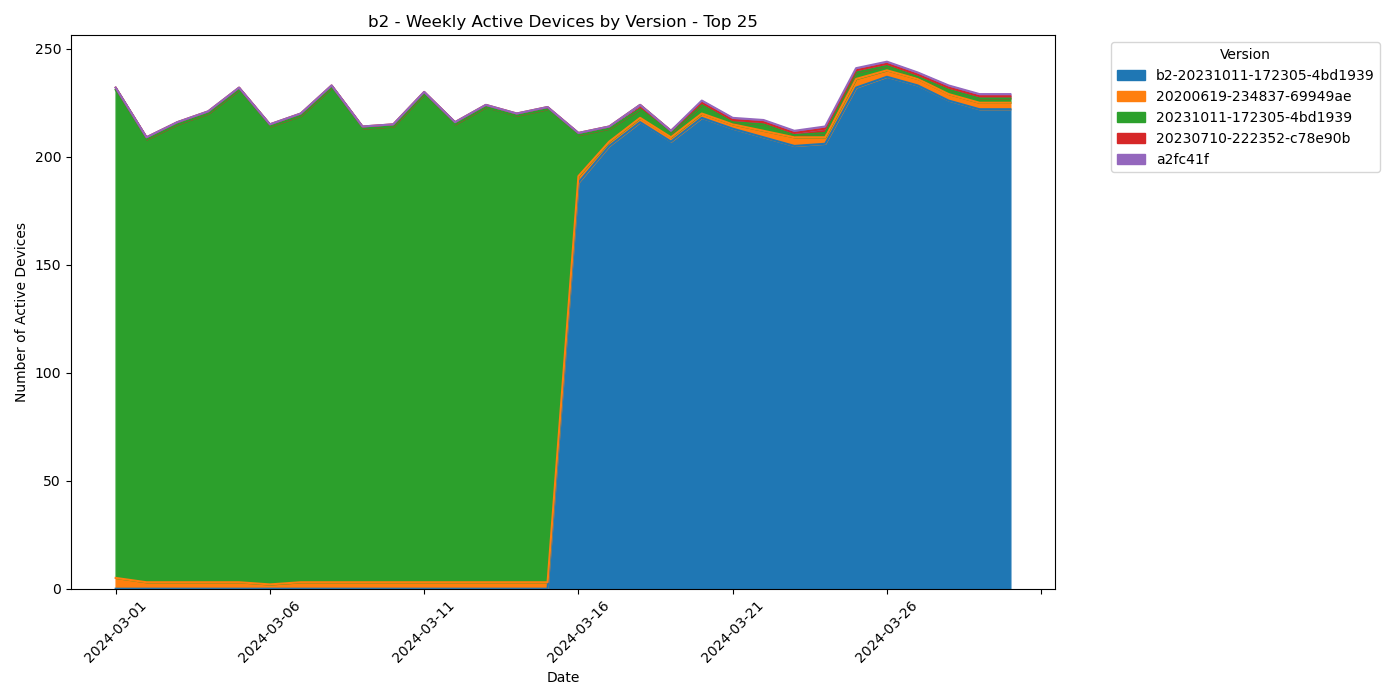 b2 - Weekly Active Devices by Version - Top 25
Number of Active Devices
250
200
150
100
50
0
2024-03-01
2024-03-06
2024-03-11
2024-03-16
2024-03-21
2024-03-26
Date
Version
b2-20231011-172305-4bd1939
20200619-234837-69949ae
20231011-172305-4bd1939
20230710-222352-c78e90b
a2fc41f